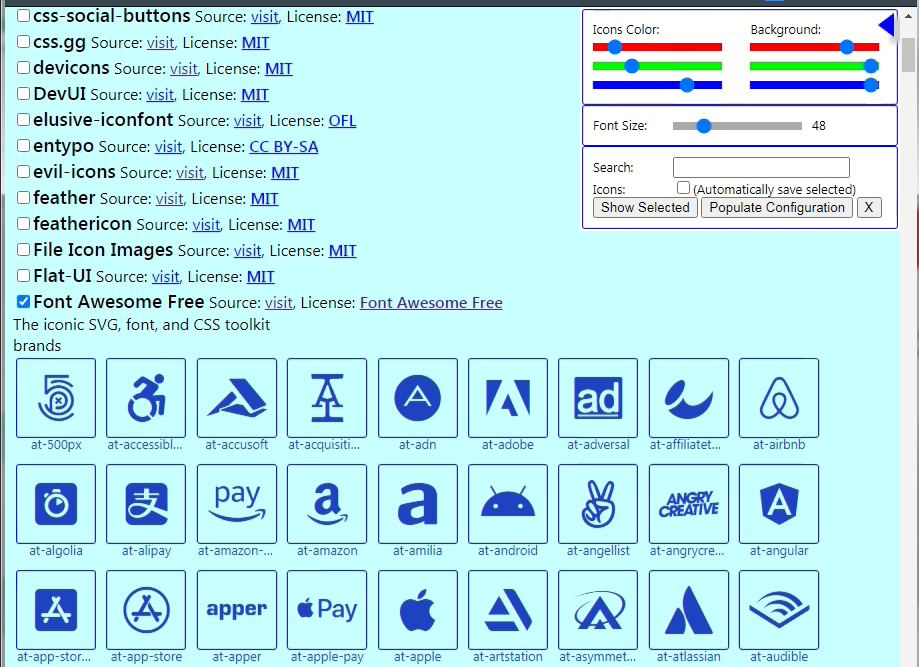 css-social-buttons Source: visit, License: MIT
css.gg Source: visit, License: MIT
devicons Source: visit, License: MIT
DevUI Source: visit, License: MIT
elusive-iconfont Source: visit, License: OFL
entypo Source: visit, License: CC BY-SA
evil-icons Source: visit, License: MIT
feather Source: visit, License: MIT
feathericon Source: visit, License: MIT
File Icon Images Source: visit, License: MIT
Flat-UI Source: visit, License: MIT
Font Awesome Free Source: visit, License: Font Awesome Free
The iconic SVG, font, and CSS toolkit
brands
Icons Color: Background:
Font Size: 48
Search:
Icons: (Automatically save selected)
Show Selected Populate Configuration X
ad
at-500px at-accessibl... at-accusoft at-acquisiti... at-adn at-adobe at-adversal at-affiliatet... at-airbnb
支 pay a a ANGRY CREATIVE A
at-algolia at-alipay at-amazon-... at-amazon at-amilia at-android at-angellist at-angrycre... at-angular
apper Pay
at-app-stor... at-app-store at-apper at-apple-pay at-apple at-artstation at-asymmet... at-atlassian at-audible